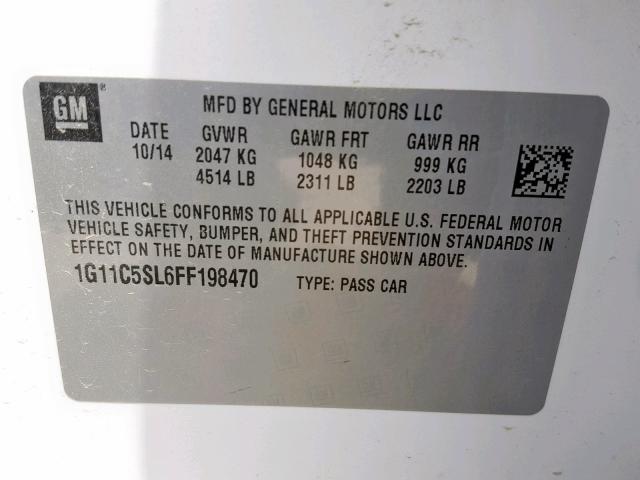 GM
MFD BY GENERAL MOTORS LLC
DATE GVWR GAWR FRT GAWR RR
10/14 2047 KG 1048 KG 999 KG
4514 LB 2311 LB 2203 LB
THIS VEHICLE CONFORMS TO ALL APPLICABLE U.S. FEDERAL MOTOR
VEHICLE SAFETY, BUMPER, AND THEFT PREVENTION STANDARDS IN
EFFECT ON THE DATE OF MANUFACTURE SHOWN ABOVE.
1G11C5SL6FF198470 TYPE: PASS CAR